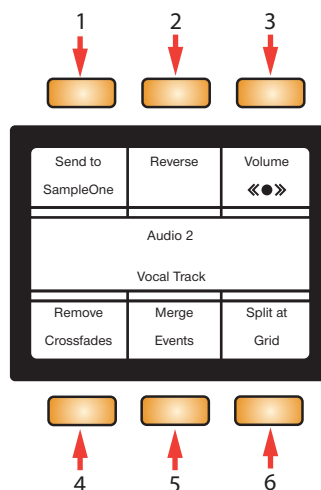 1 2 3
Send to Reverse Volume
SampleOne
Audio 2
Vocal Track
Remove Merge Split at
Crossfades Events Grid
4 5 6